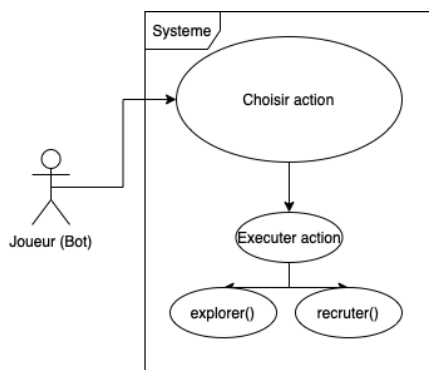 Systeme
Choisir action
Joueur (Bot)
Executer action
explorer()
recruter()